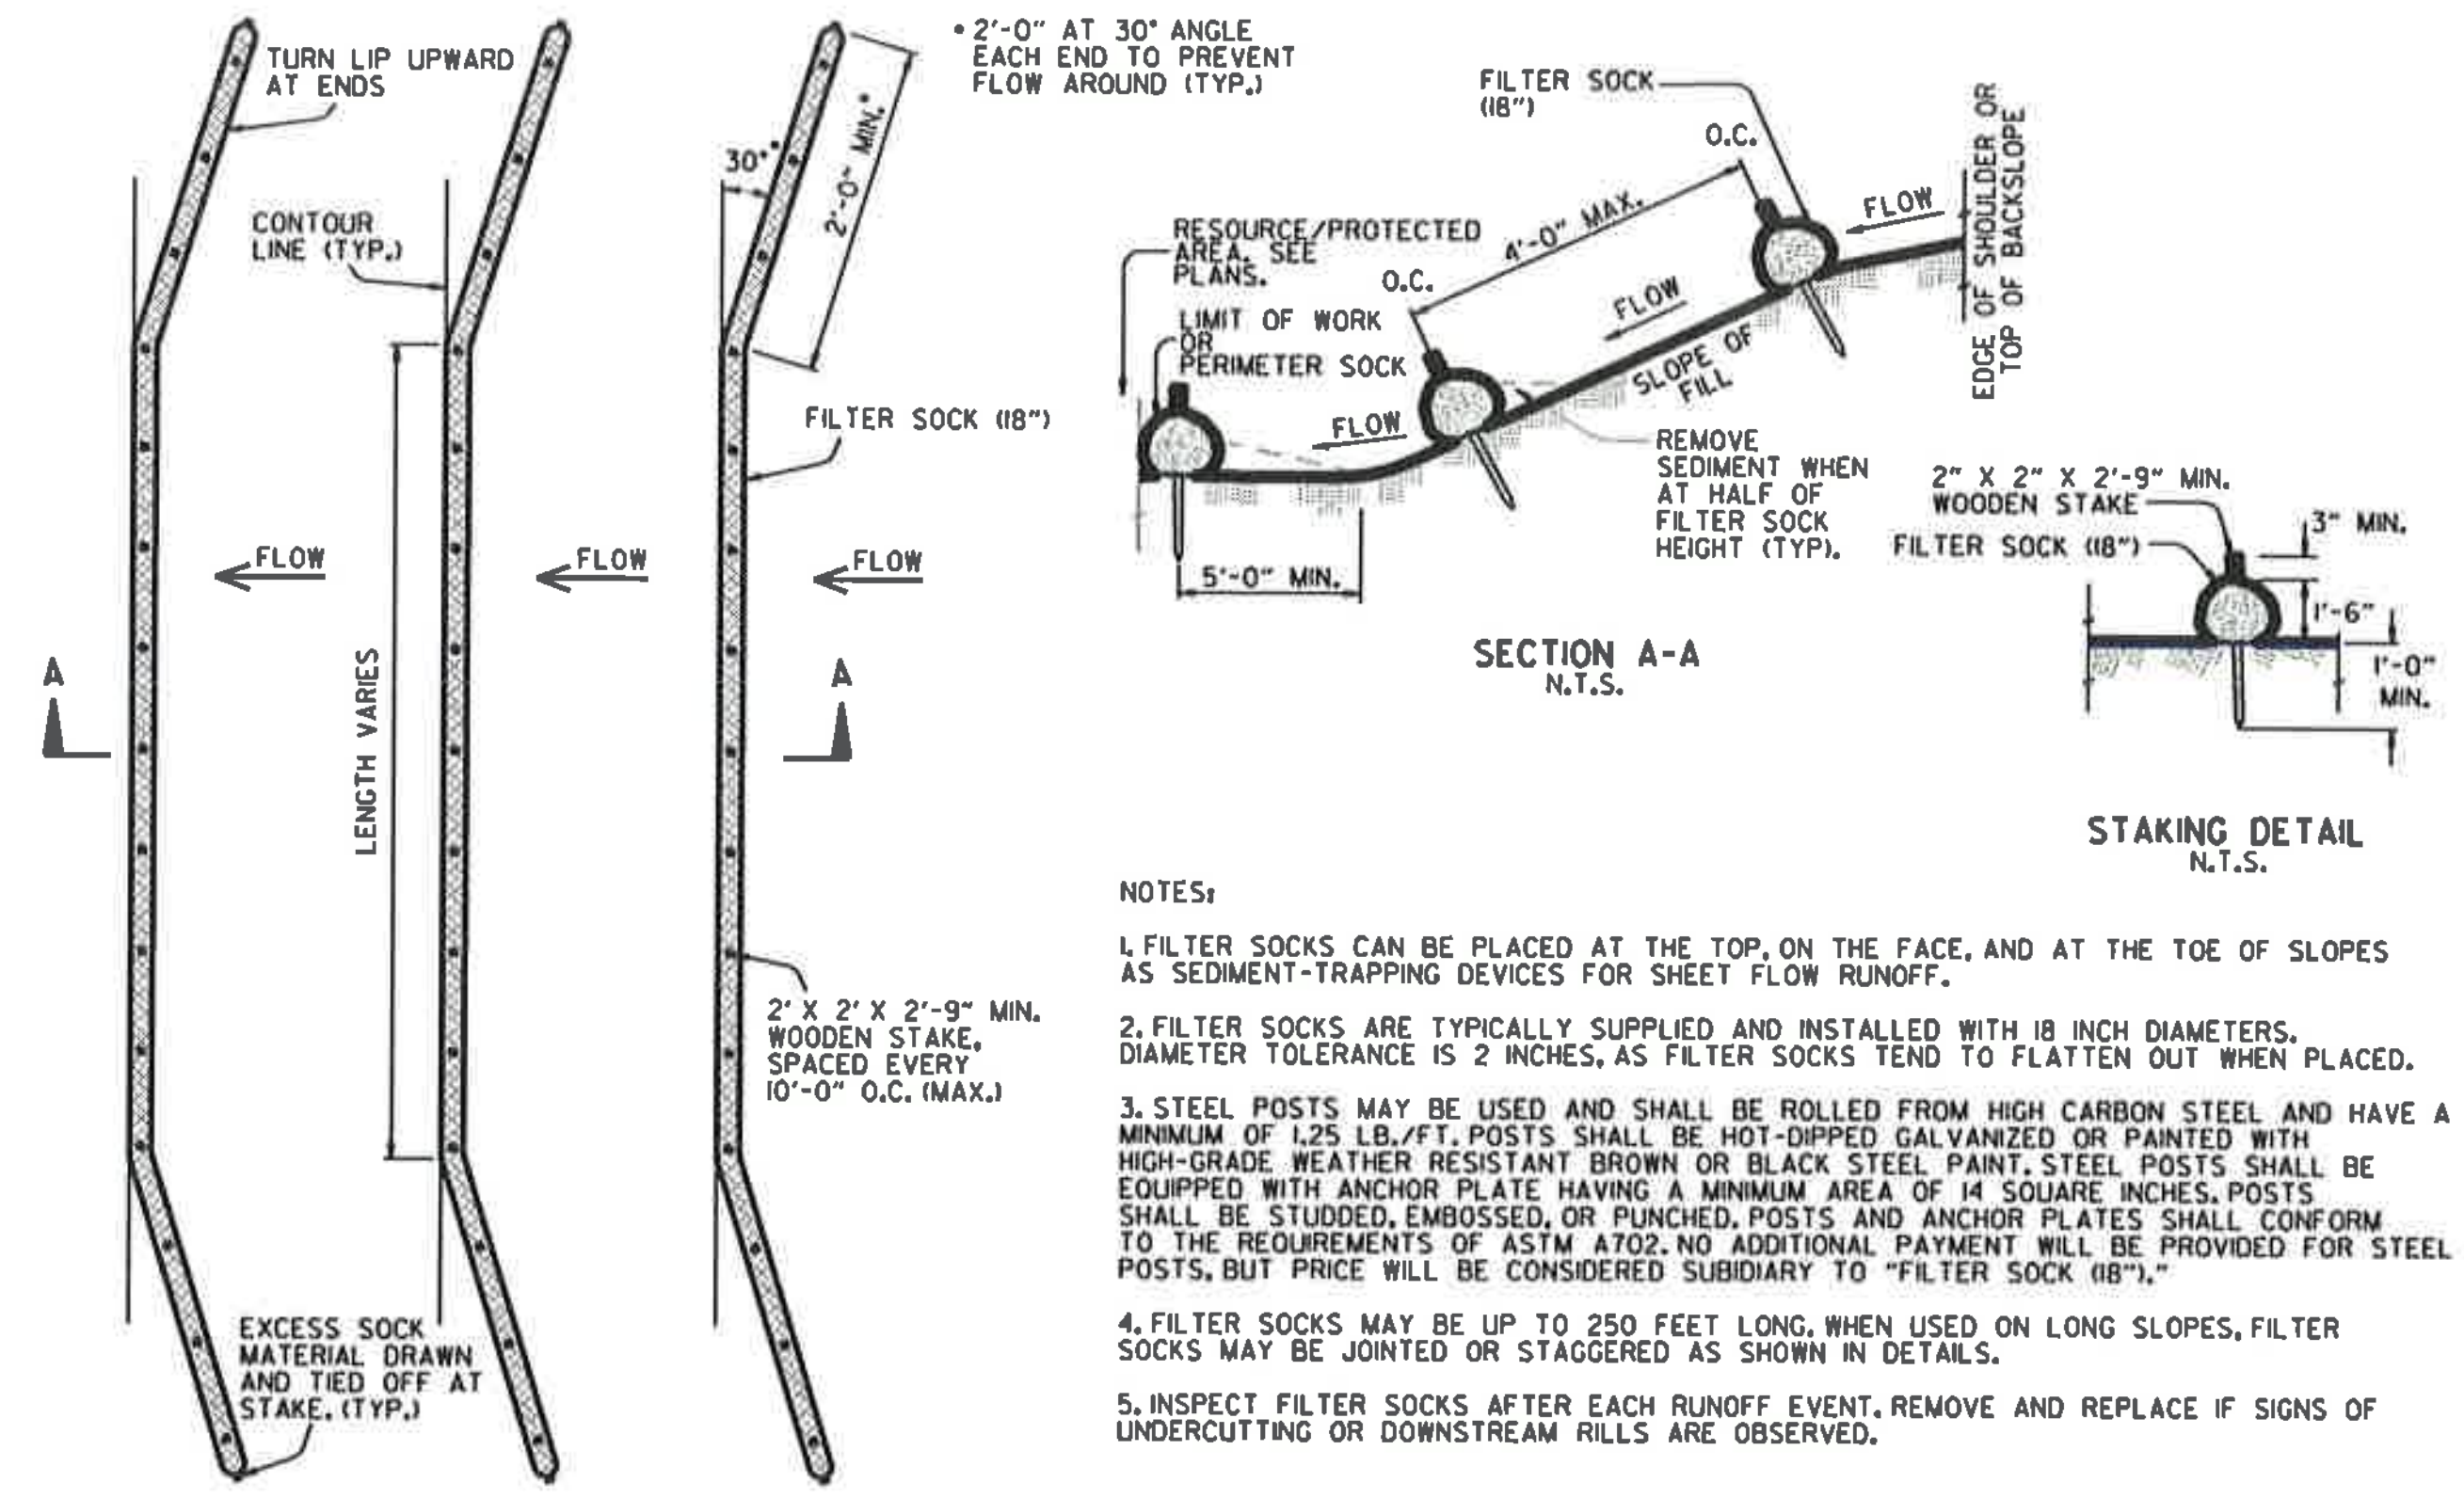 TURN LIP UPWARD
AT ENDS
CONTOUR
LINE (TYP.)
FLOW
A
LENGTH VARIES
EXCESS SOCK
MATERIAL DRAWN
AND TIED OFF AT
STAKE. (TYP.)
FLOW
30°*
2'-0" MIN.*
* 2'-0" AT 30° ANGLE
EACH END TO PREVENT
FLOW AROUND (TYP.)
FILTER SOCK (18")
FLOW
A
2' X 2' X 2'-9" MIN.
WOODEN STAKE,
SPACED EVERY
10'-0" O.C. (MAX.)
FILTER SOCK
(18")
O.C.
4'-0" MAX.
O.C.
FLOW
EDGE OF SHOULDER OR
TOP OF BACKSLOPE
RESOURCE/PROTECTED
AREA. SEE
PLANS.
LIMIT OF WORK
OR
PERIMETER SOCK
FLOW
FLOW
SLOPE OF
FILL
REMOVE
SEDIMENT WHEN
AT HALF OF
FILTER SOCK
HEIGHT (TYP).
5'-0" MIN.
SECTION A-A
N.T.S.
2" X 2" X 2'-9" MIN.
WOODEN STAKE
FILTER SOCK (18")
3" MIN.
1'-6"
1'-0"
MIN.
STAKING DETAIL
N.T.S.
NOTES:
1. FILTER SOCKS CAN BE PLACED AT THE TOP, ON THE FACE, AND AT THE TOE OF SLOPES
AS SEDIMENT-TRAPPING DEVICES FOR SHEET FLOW RUNOFF.
2. FILTER SOCKS ARE TYPICALLY SUPPLIED AND INSTALLED WITH 18 INCH DIAMETERS.
DIAMETER TOLERANCE IS 2 INCHES, AS FILTER SOCKS TEND TO FLATTEN OUT WHEN PLACED.
3. STEEL POSTS MAY BE USED AND SHALL BE ROLLED FROM HIGH CARBON STEEL AND HAVE A
MINIMUM OF 1.25 LB./FT. POSTS SHALL BE HOT-DIPPED GALVANIZED OR PAINTED WITH
HIGH-GRADE WEATHER RESISTANT BROWN OR BLACK STEEL PAINT. STEEL POSTS SHALL BE
EQUIPPED WITH ANCHOR PLATE HAVING A MINIMUM AREA OF 14 SQUARE INCHES. POSTS
SHALL BE STUDDED, EMBOSSED, OR PUNCHED. POSTS AND ANCHOR PLATES SHALL CONFORM
TO THE REQUIREMENTS OF ASTM A702. NO ADDITIONAL PAYMENT WILL BE PROVIDED FOR STEEL
POSTS, BUT PRICE WILL BE CONSIDERED SUBIDIARY TO "FILTER SOCK (18")."
4. FILTER SOCKS MAY BE UP TO 250 FEET LONG. WHEN USED ON LONG SLOPES, FILTER
SOCKS MAY BE JOINTED OR STAGGERED AS SHOWN IN DETAILS.
5. INSPECT FILTER SOCKS AFTER EACH RUNOFF EVENT. REMOVE AND REPLACE IF SIGNS OF
UNDERCUTTING OR DOWNSTREAM RILLS ARE OBSERVED.